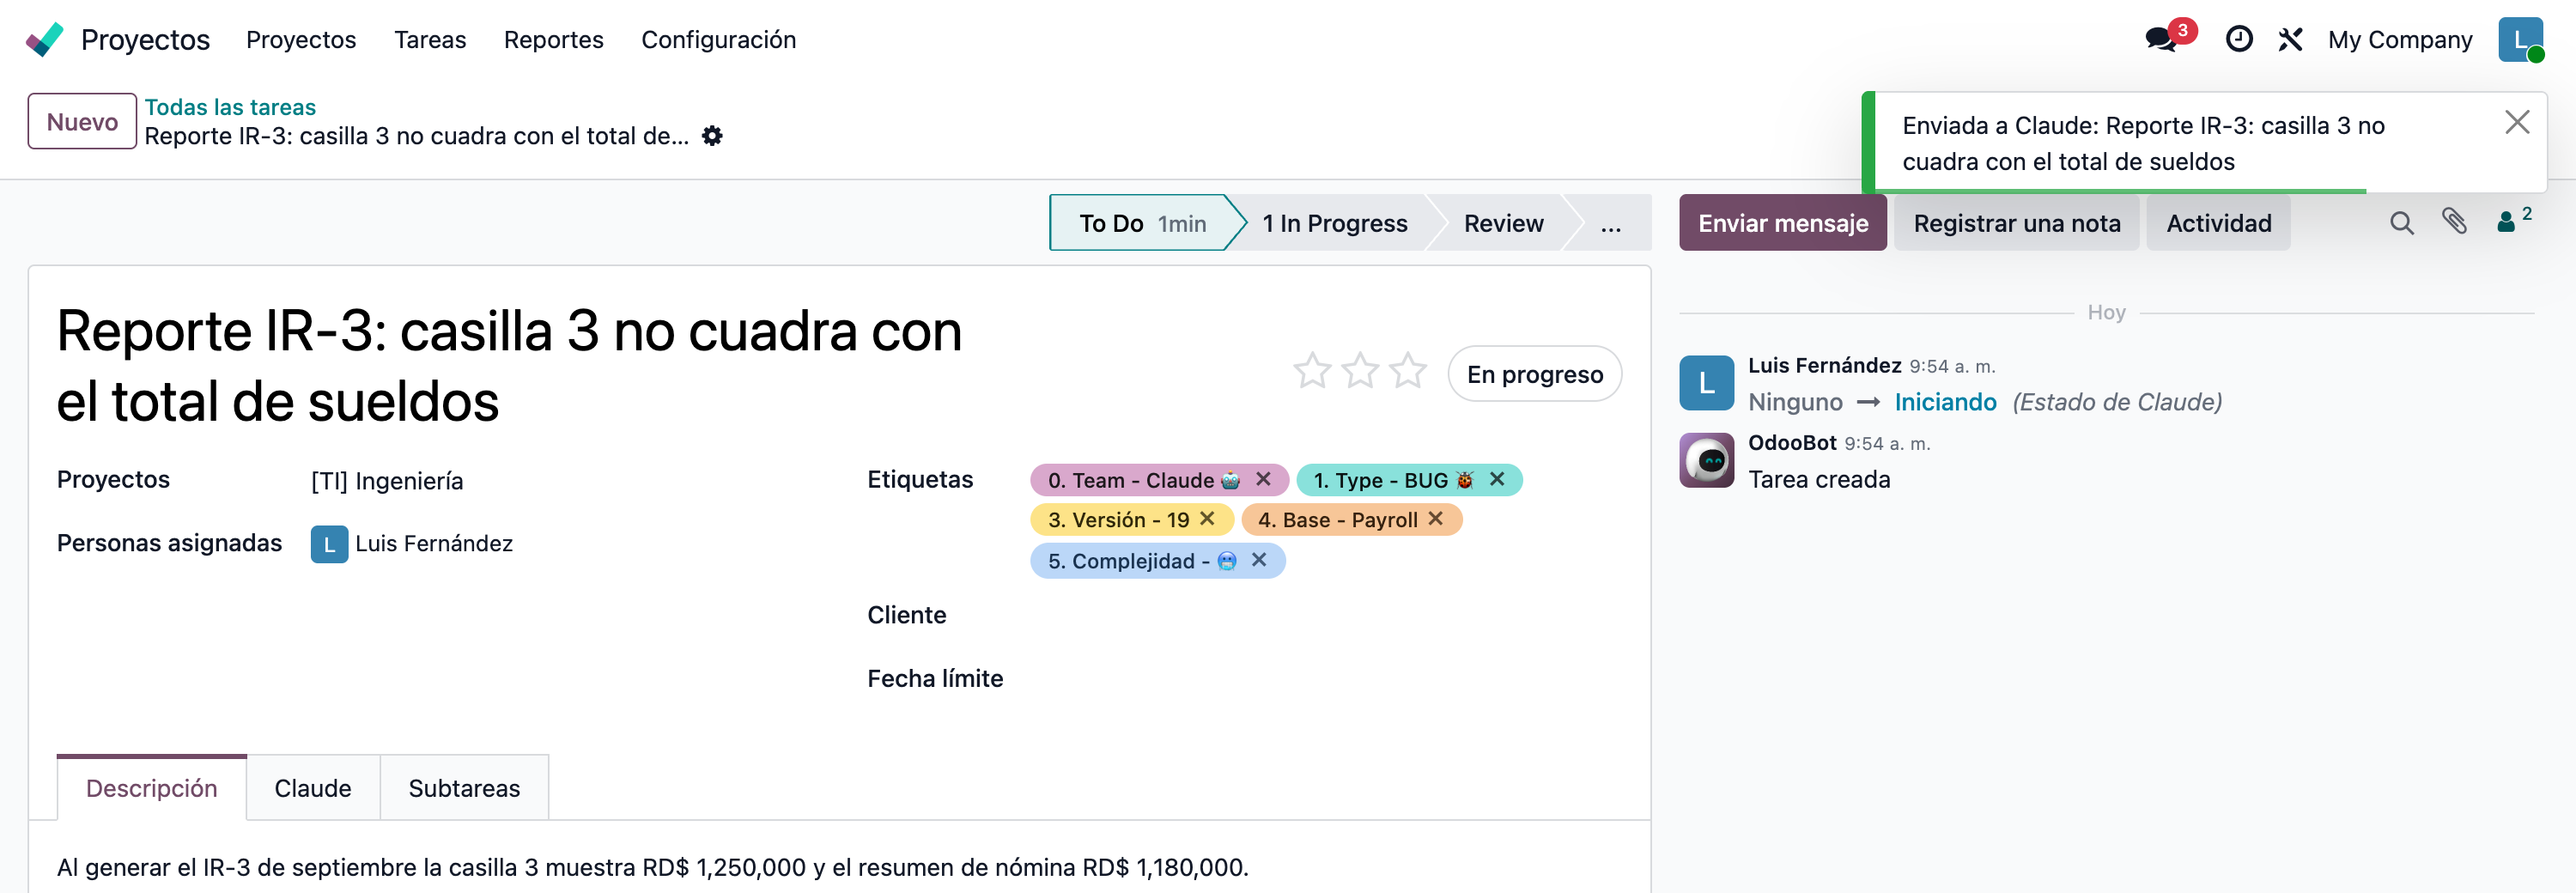 Proyectos
Proyectos
Tareas
Reportes
Configuración
3
My Company
L
Nuevo
Todas las tareas
Reporte IR-3: casilla 3 no cuadra con el total de...
Enviada a Claude: Reporte IR-3: casilla 3 no
cuadra con el total de sueldos
To Do 1min
1 In Progress
Review
...
Enviar mensaje
Registrar una nota
Actividad
2
Reporte IR-3: casilla 3 no cuadra con
el total de sueldos
En progreso
Proyectos
[TI] Ingeniería
Personas asignadas
L Luis Fernández
Etiquetas
0. Team - Claude 🤖 ✕ 1. Type - BUG 🐞 ✕
3. Versión - 19 ✕ 4. Base - Payroll ✕
5. Complejidad - 🥶 ✕
Cliente
Fecha límite
Descripción
Claude
Subtareas
Al generar el IR-3 de septiembre la casilla 3 muestra RD$ 1,250,000 y el resumen de nómina RD$ 1,180,000.
Hoy
L
Luis Fernández 9:54 a. m.
Ninguno → Iniciando (Estado de Claude)
OdooBot 9:54 a. m.
Tarea creada